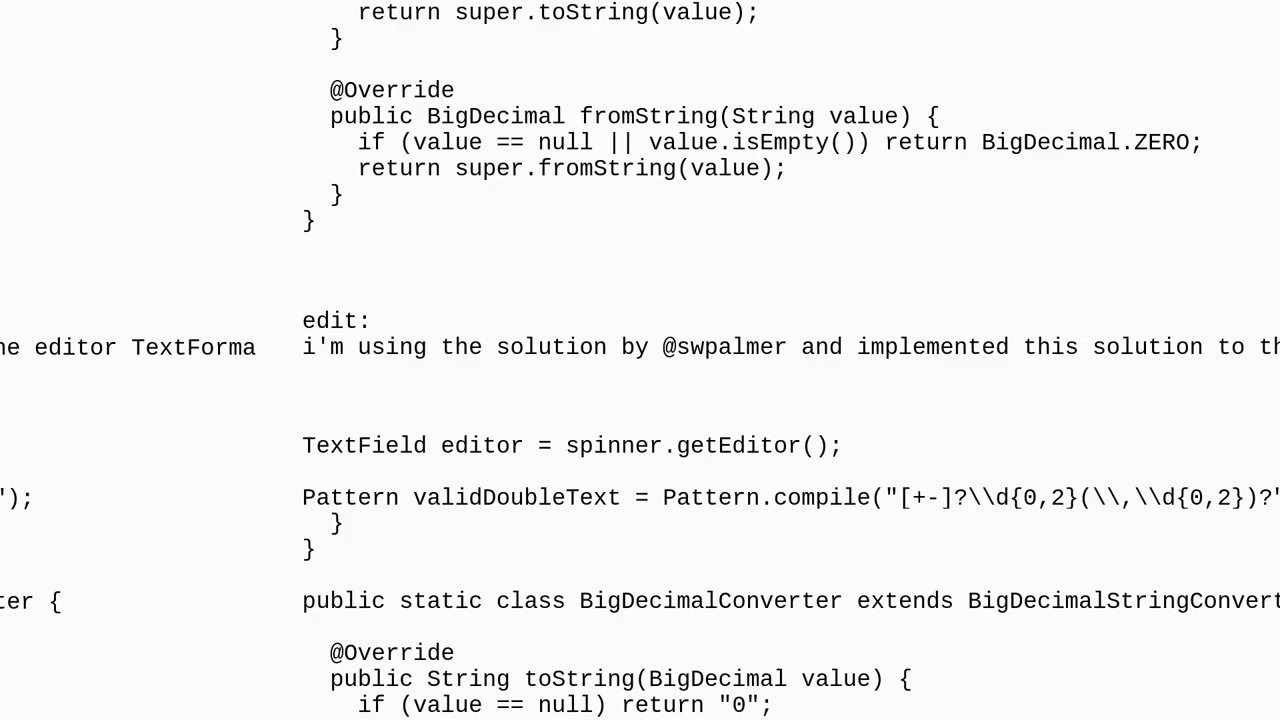 return super.toString(value);
}
@Override
public BigDecimal fromString(String value) {
if (value == null || value.isEmpty()) return BigDecimal.ZERO;
return super.fromString(value);
}
}
edit:
he editor TextForma i'm using the solution by @swpalmer and implemented this solution to th
TextField editor = spinner.getEditor();
"); Pattern validDoubleText = Pattern.compile("[+-]?\\d{0,2}(\\,\\d{0,2})?"
}
}
ter { public static class BigDecimalConverter extends BigDecimalStringConvert
@Override
public String toString(BigDecimal value) {
if (value == null) return "0";